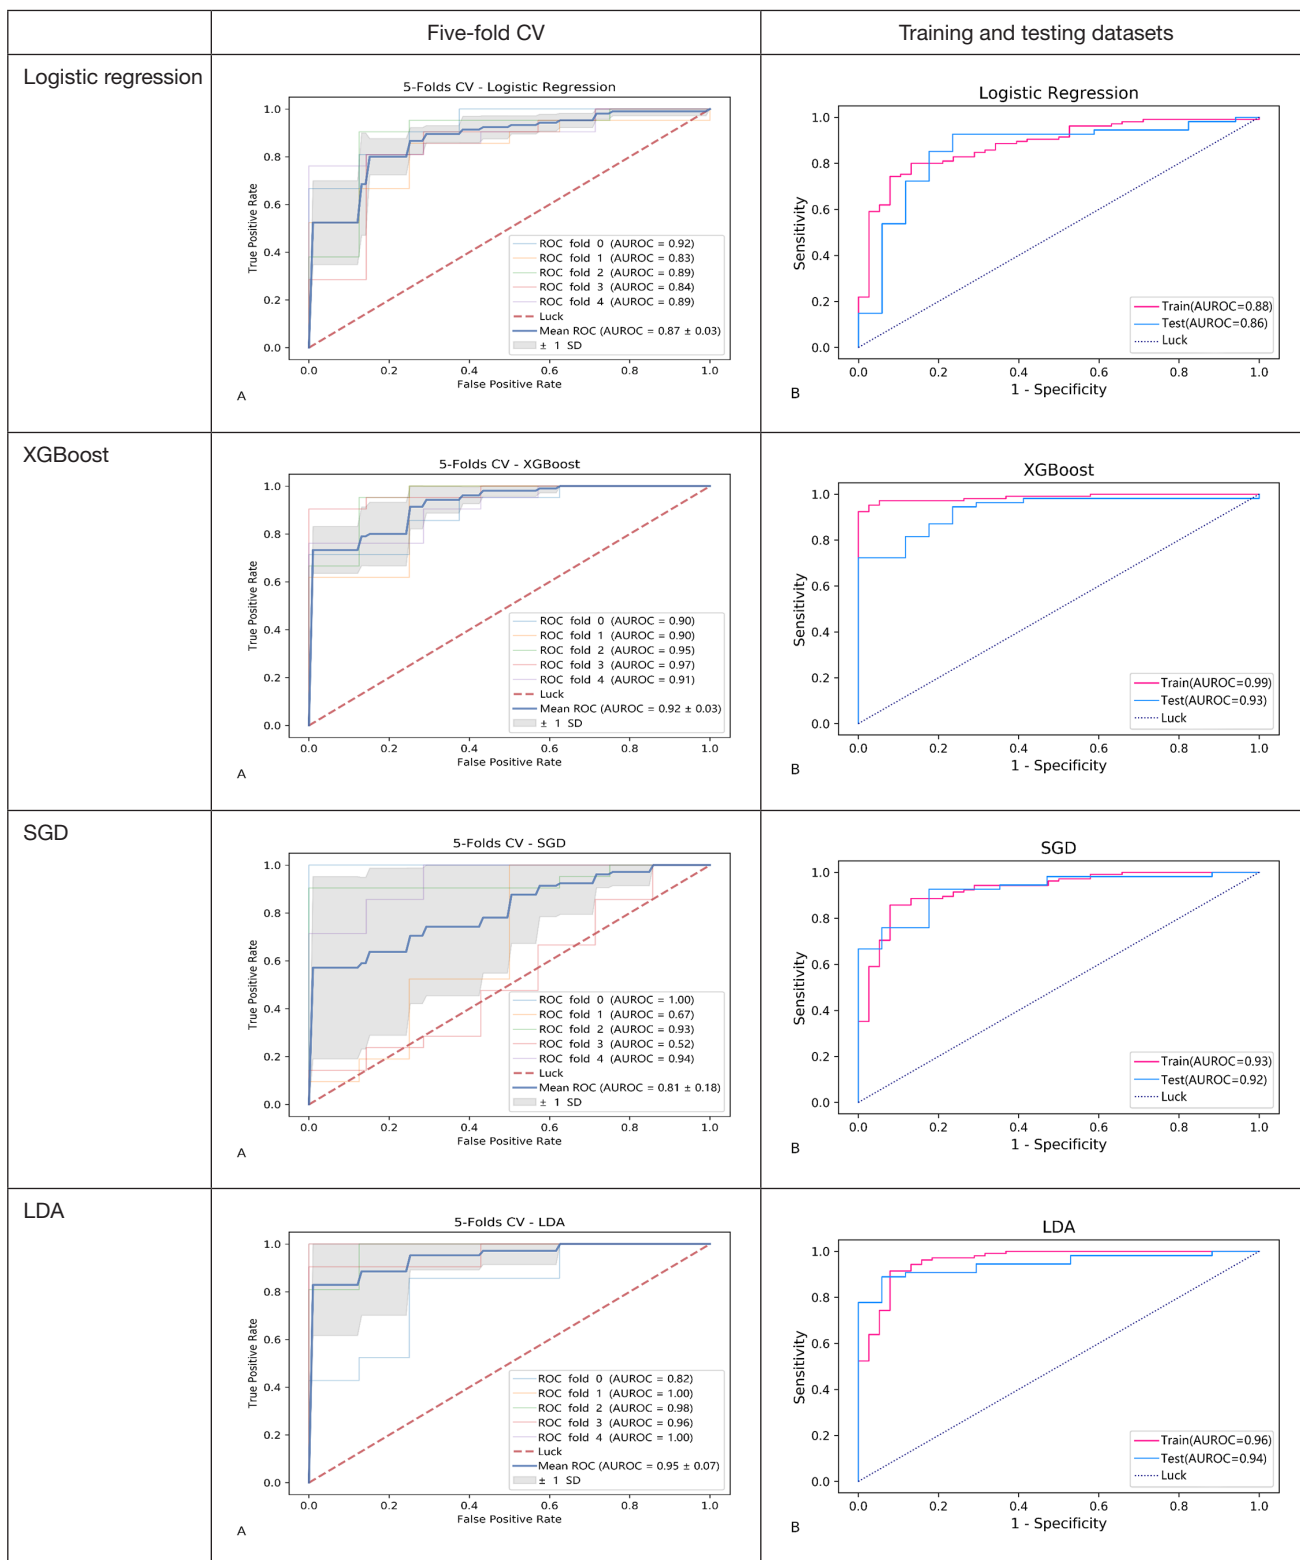 Five-fold CV
Training and testing datasets
Logistic regression
5-Folds CV - Logistic Regression
True Positive Rate
1.0
0.8
0.6
0.4
0.2
0.0
ROC fold 0 (AUROC = 0.92)
ROC fold 1 (AUROC = 0.83)
ROC fold 2 (AUROC = 0.89)
ROC fold 3 (AUROC = 0.84)
ROC fold 4 (AUROC = 0.89)
Luck
Mean ROC (AUROC = 0.87 ± 0.03)
± 1 SD
0.0 0.2 0.4 0.6 0.8 1.0
False Positive Rate
A
Logistic Regression
Sensitivity
1.0
0.8
0.6
0.4
0.2
0.0
Train(AUROC=0.88)
Test(AUROC=0.86)
Luck
0.0 0.2 0.4 0.6 0.8 1.0
1 - Specificity
B
XGBoost
5-Folds CV - XGBoost
True Positive Rate
1.0
0.8
0.6
0.4
0.2
0.0
ROC fold 0 (AUROC = 0.90)
ROC fold 1 (AUROC = 0.90)
ROC fold 2 (AUROC = 0.95)
ROC fold 3 (AUROC = 0.97)
ROC fold 4 (AUROC = 0.91)
Luck
Mean ROC (AUROC = 0.92 ± 0.03)
± 1 SD
0.0 0.2 0.4 0.6 0.8 1.0
False Positive Rate
A
XGBoost
Sensitivity
1.0
0.8
0.6
0.4
0.2
0.0
Train(AUROC=0.99)
Test(AUROC=0.93)
Luck
0.0 0.2 0.4 0.6 0.8 1.0
1 - Specificity
B
SGD
5-Folds CV - SGD
True Positive Rate
1.0
0.8
0.6
0.4
0.2
0.0
ROC fold 0 (AUROC = 1.00)
ROC fold 1 (AUROC = 0.67)
ROC fold 2 (AUROC = 0.93)
ROC fold 3 (AUROC = 0.52)
ROC fold 4 (AUROC = 0.94)
Luck
Mean ROC (AUROC = 0.81 ± 0.18)
± 1 SD
0.0 0.2 0.4 0.6 0.8 1.0
False Positive Rate
A
SGD
Sensitivity
1.0
0.8
0.6
0.4
0.2
0.0
Train(AUROC=0.93)
Test(AUROC=0.92)
Luck
0.0 0.2 0.4 0.6 0.8 1.0
1 - Specificity
B
LDA
5-Folds CV - LDA
True Positive Rate
1.0
0.8
0.6
0.4
0.2
0.0
ROC fold 0 (AUROC = 0.82)
ROC fold 1 (AUROC = 1.00)
ROC fold 2 (AUROC = 0.98)
ROC fold 3 (AUROC = 0.96)
ROC fold 4 (AUROC = 1.00)
Luck
Mean ROC (AUROC = 0.95 ± 0.07)
± 1 SD
0.0 0.2 0.4 0.6 0.8 1.0
False Positive Rate
A
LDA
Sensitivity
1.0
0.8
0.6
0.4
0.2
0.0
Train(AUROC=0.96)
Test(AUROC=0.94)
Luck
0.0 0.2 0.4 0.6 0.8 1.0
1 - Specificity
B